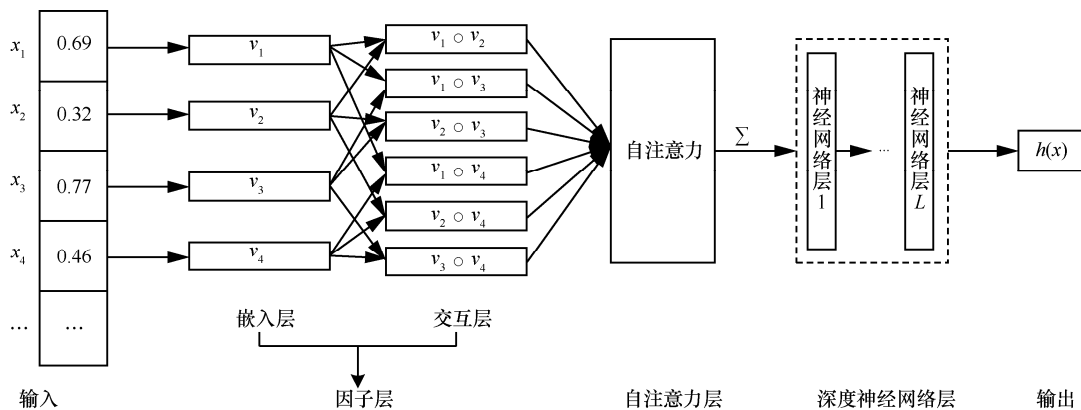 x1 0.69
x2 0.32
x3 0.77
x4 0.46
… …
v1
v2
v3
v4
v1 ○ v2
v1 ○ v3
v2 ○ v3
v1 ○ v4
v2 ○ v4
v3 ○ v4
自注意力
∑
神经网络层1
…
神经网络层L
h(x)
嵌入层 交互层
输入 因子层 自注意力层 深度神经网络层 输出